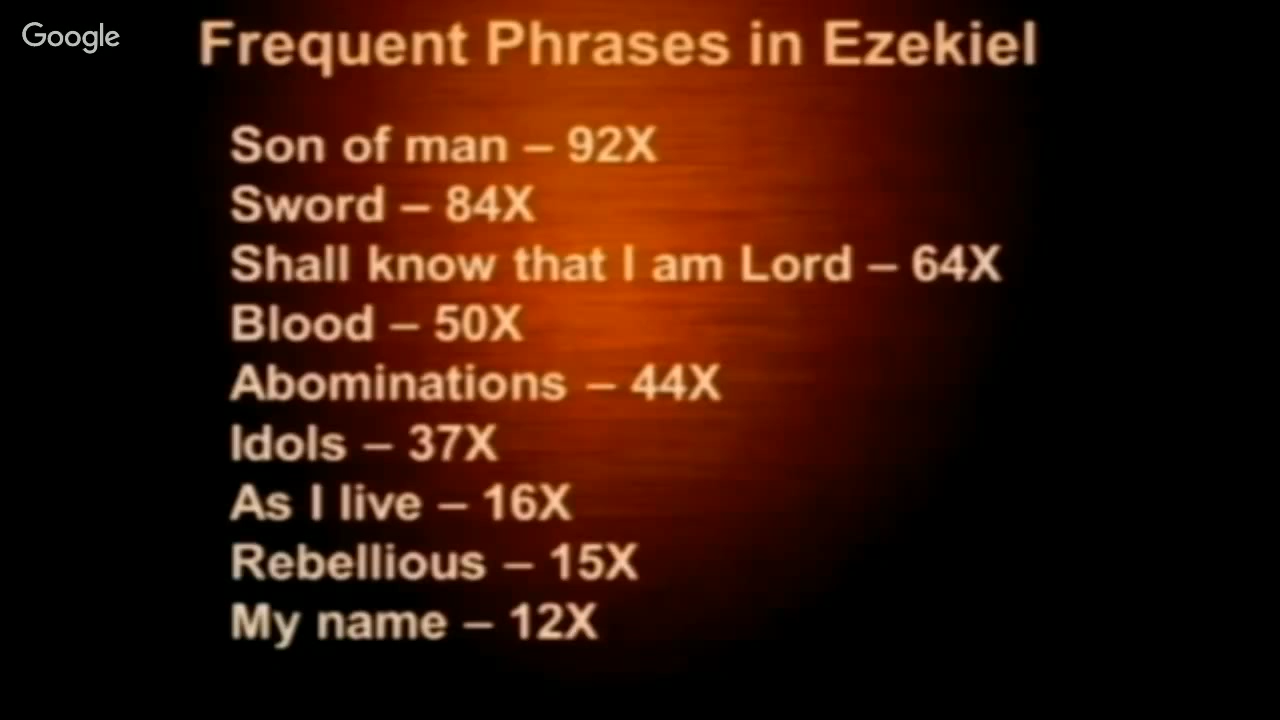 Google
Frequent Phrases in Ezekiel
Son of man – 92X
Sword – 84X
Shall know that I am Lord – 64X
Blood – 50X
Abominations – 44X
Idols – 37X
As I live – 16X
Rebellious – 15X
My name – 12X